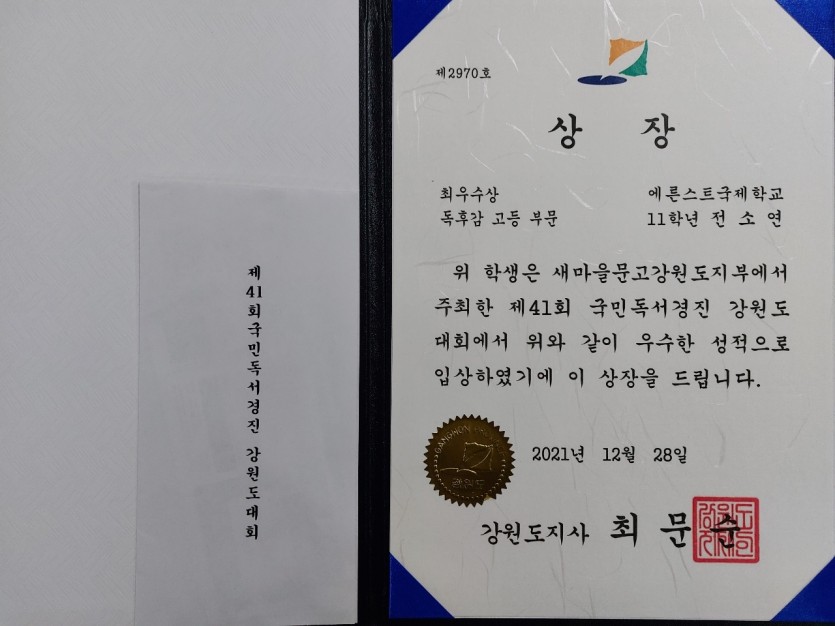 제41회국민독서경진 강원도대회
제2970호
상 장
최우수상 에른스트국제학교
독후감 고등 부문 11학년 전 소 연
위 학생은 새마을문고강원도지부에서
주최한 제41회 국민독서경진 강원도
대회에서 위와 같이 우수한 성적으로
입상하였기에 이 상장을 드립니다.
2021년 12월 28일
강원도지사 최 문 순
강원도